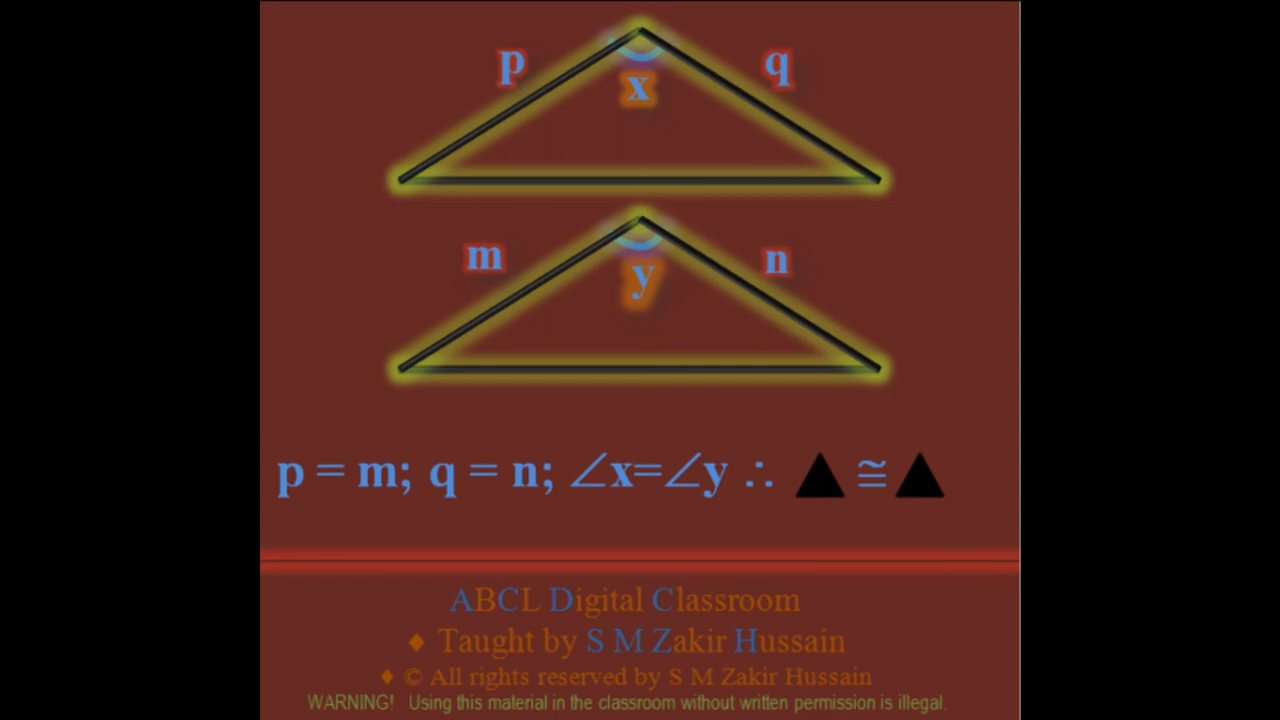 p q
x
m n
y
p = m; q = n; ∠x=∠y ∴ ▲ ≅ ▲
ABCL Digital Classroom
♦ Taught by S M Zakir Hussain
♦ © All rights reserved by S M Zakir Hussain
WARNING! Using this material in the classroom without written permission is illegal.